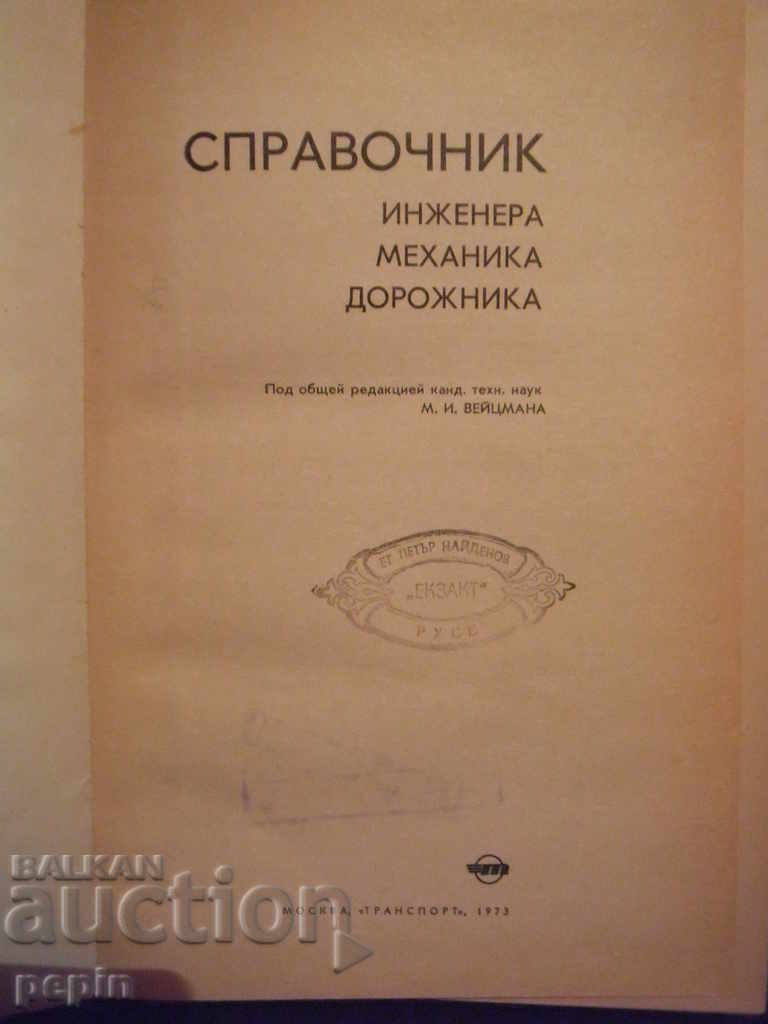 СПРАВОЧНИК
ИНЖЕНЕРА
МЕХАНИКА
ДОРОЖНИКА
Под общей редакцией канд. техн. наук
М. И. ВЕЙЦМАНА
ЕТ ПЕТЪР НАЙДЕНОВ
„ЕКЗАКТ“
РУСЕ
МОСКВА, «ТРАНСПОРТ», 1973
BALKAN
auction
pepin